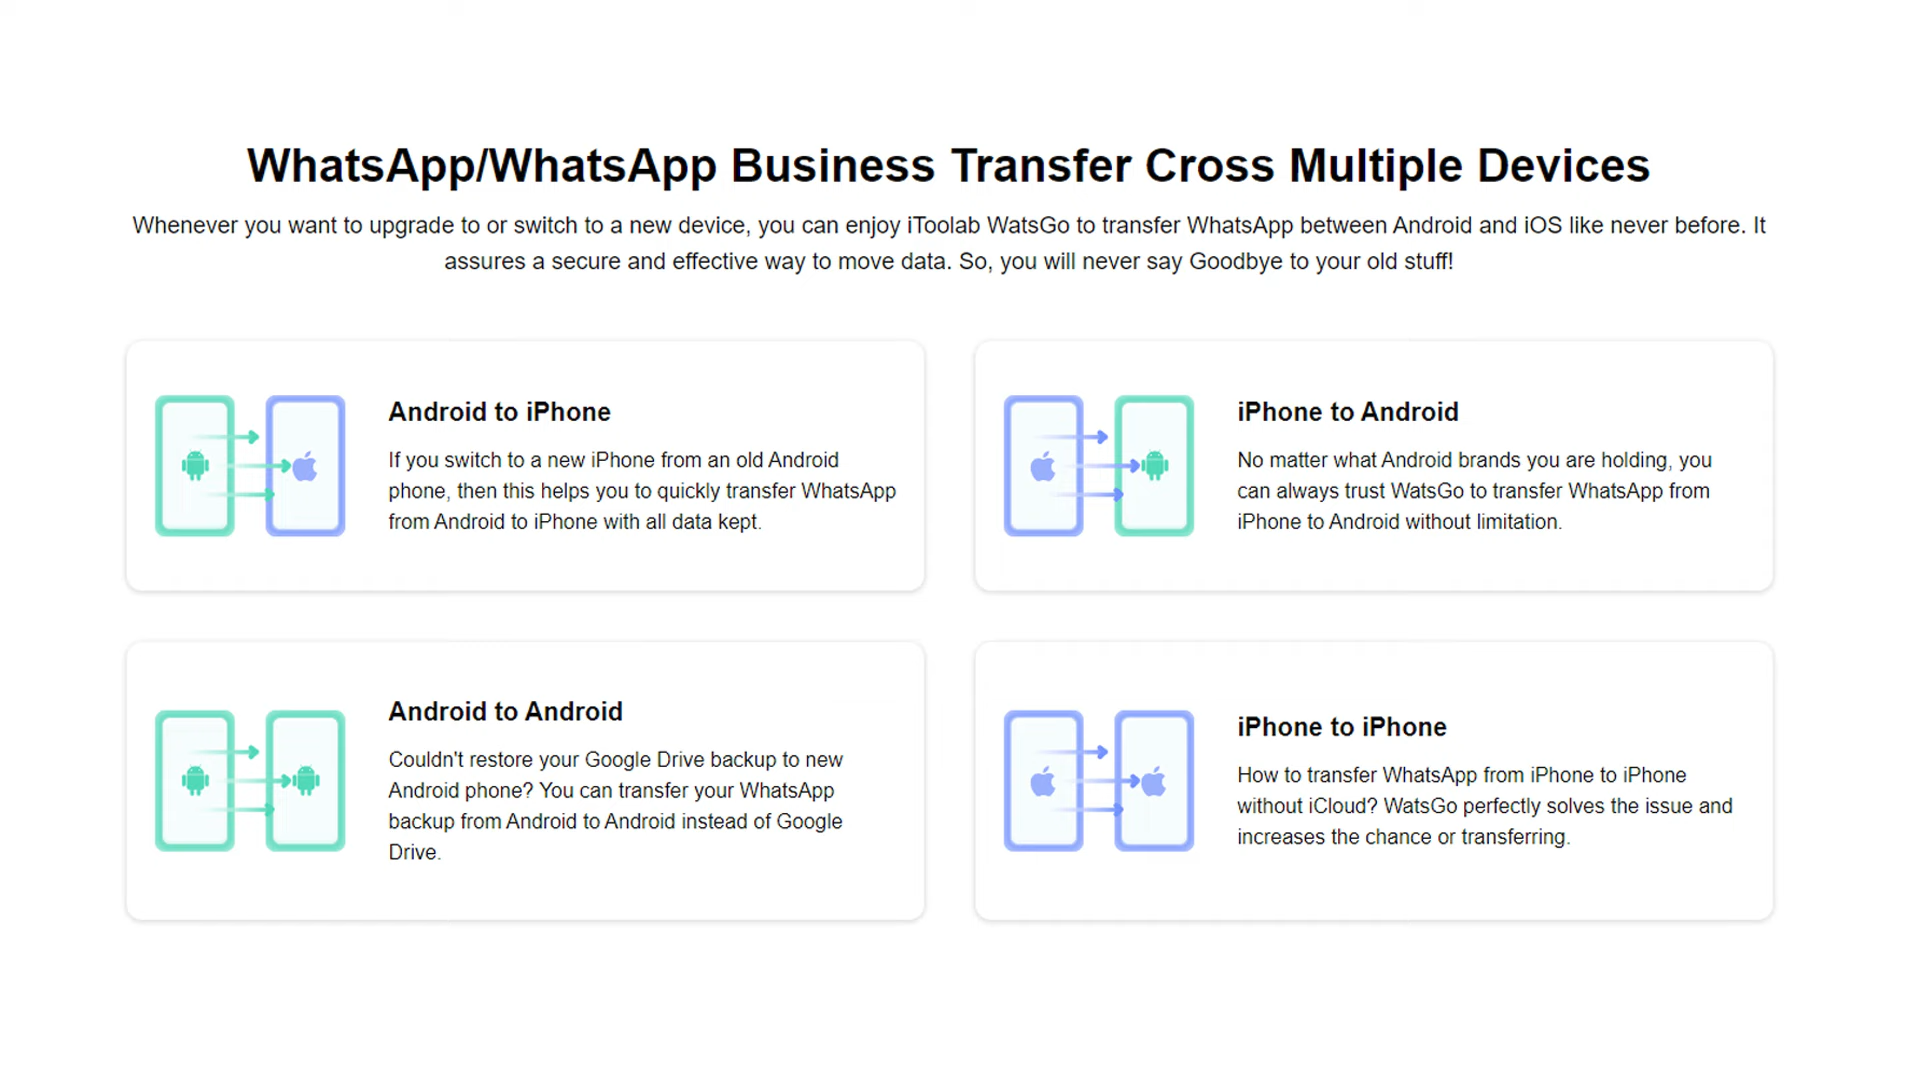 WhatsApp/WhatsApp Business Transfer Cross Multiple Devices
Whenever you want to upgrade to or switch to a new device, you can enjoy iToolab WatsGo to transfer WhatsApp between Android and iOS like never before. It
assures a secure and effective way to move data. So, you will never say Goodbye to your old stuff!
Android to iPhone
If you switch to a new iPhone from an old Android
phone, then this helps you to quickly transfer WhatsApp
from Android to iPhone with all data kept.
iPhone to Android
No matter what Android brands you are holding, you
can always trust WatsGo to transfer WhatsApp from
iPhone to Android without limitation.
Android to Android
Couldn't restore your Google Drive backup to new
Android phone? You can transfer your WhatsApp
backup from Android to Android instead of Google
Drive.
iPhone to iPhone
How to transfer WhatsApp from iPhone to iPhone
without iCloud? WatsGo perfectly solves the issue and
increases the chance or transferring.